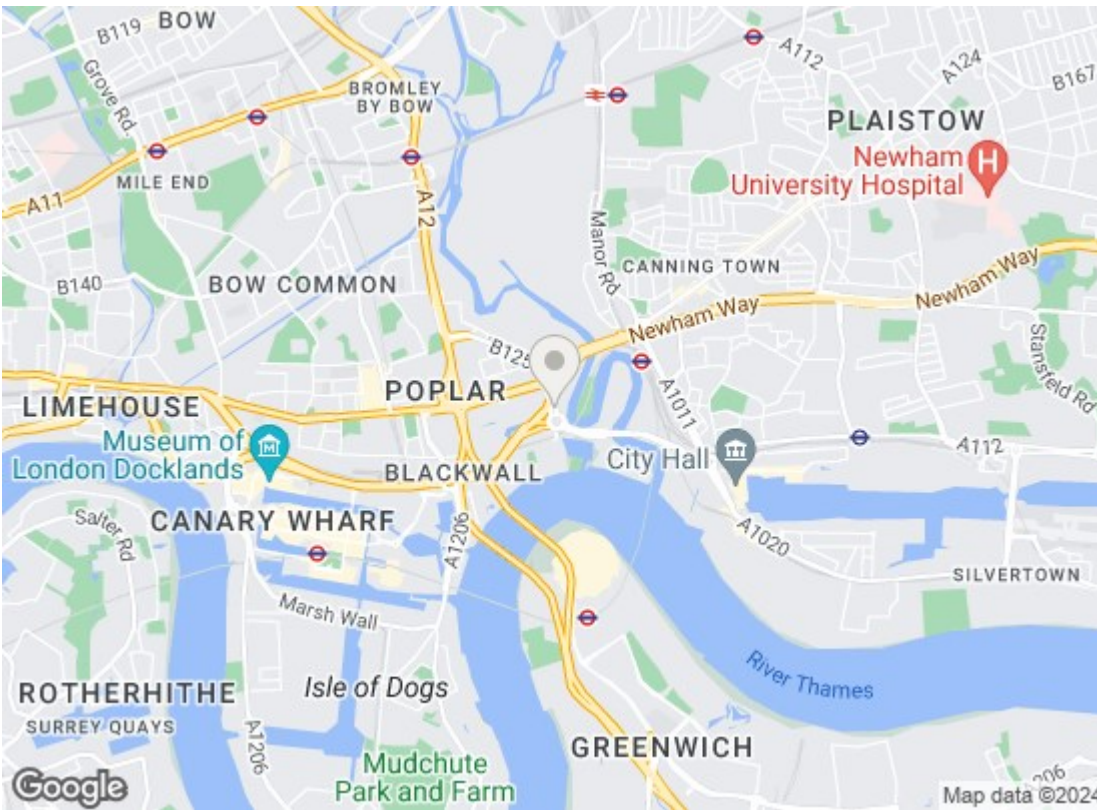 BOW
B119
Grove Rd.
BROMLEY
BY BOW
A112
A124
B167
PLAISTOW
Newham
University Hospital
H
MILE END
A11
A12
Manor Rd
B140
BOW COMMON
CANNING TOWN
Newham Way
Newham Way
B125
Stansfeld Rd
POPLAR
LIMEHOUSE
A1011
Museum of
London Docklands
M
BLACKWALL
City Hall
A112
CANARY WHARF
Salter Rd
A1206
A1020
SILVERTOWN
Marsh Wall
River Thames
ROTHERHITHE
SURREY QUAYS
Isle of Dogs
A1206
GREENWICH
Mudchute
Park and Farm
206
Google
Map data ©2024